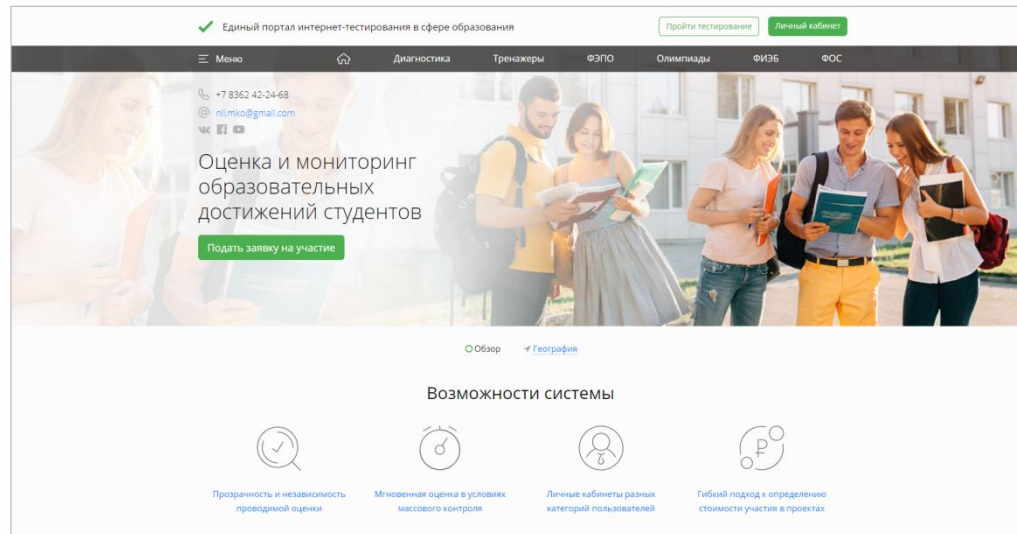 Единый портал интернет-тестирования в сфере образования
Пройти тестирование
Личный кабинет
Меню
Диагностика
Тренажеры
ФЭПО
Олимпиады
ФИЭБ
ФОС
+7 8362 42-24-68
nii.mko@gmail.com
Оценка и мониторинг
образовательных
достижений студентов
Подать заявку на участие
Обзор
География
Возможности системы
Прозрачность и независимость
проводимой оценки
Мгновенная оценка в условиях
массового контроля
Личные кабинеты разных
категорий пользователей
Гибкий подход к определению
стоимости участия в проектах